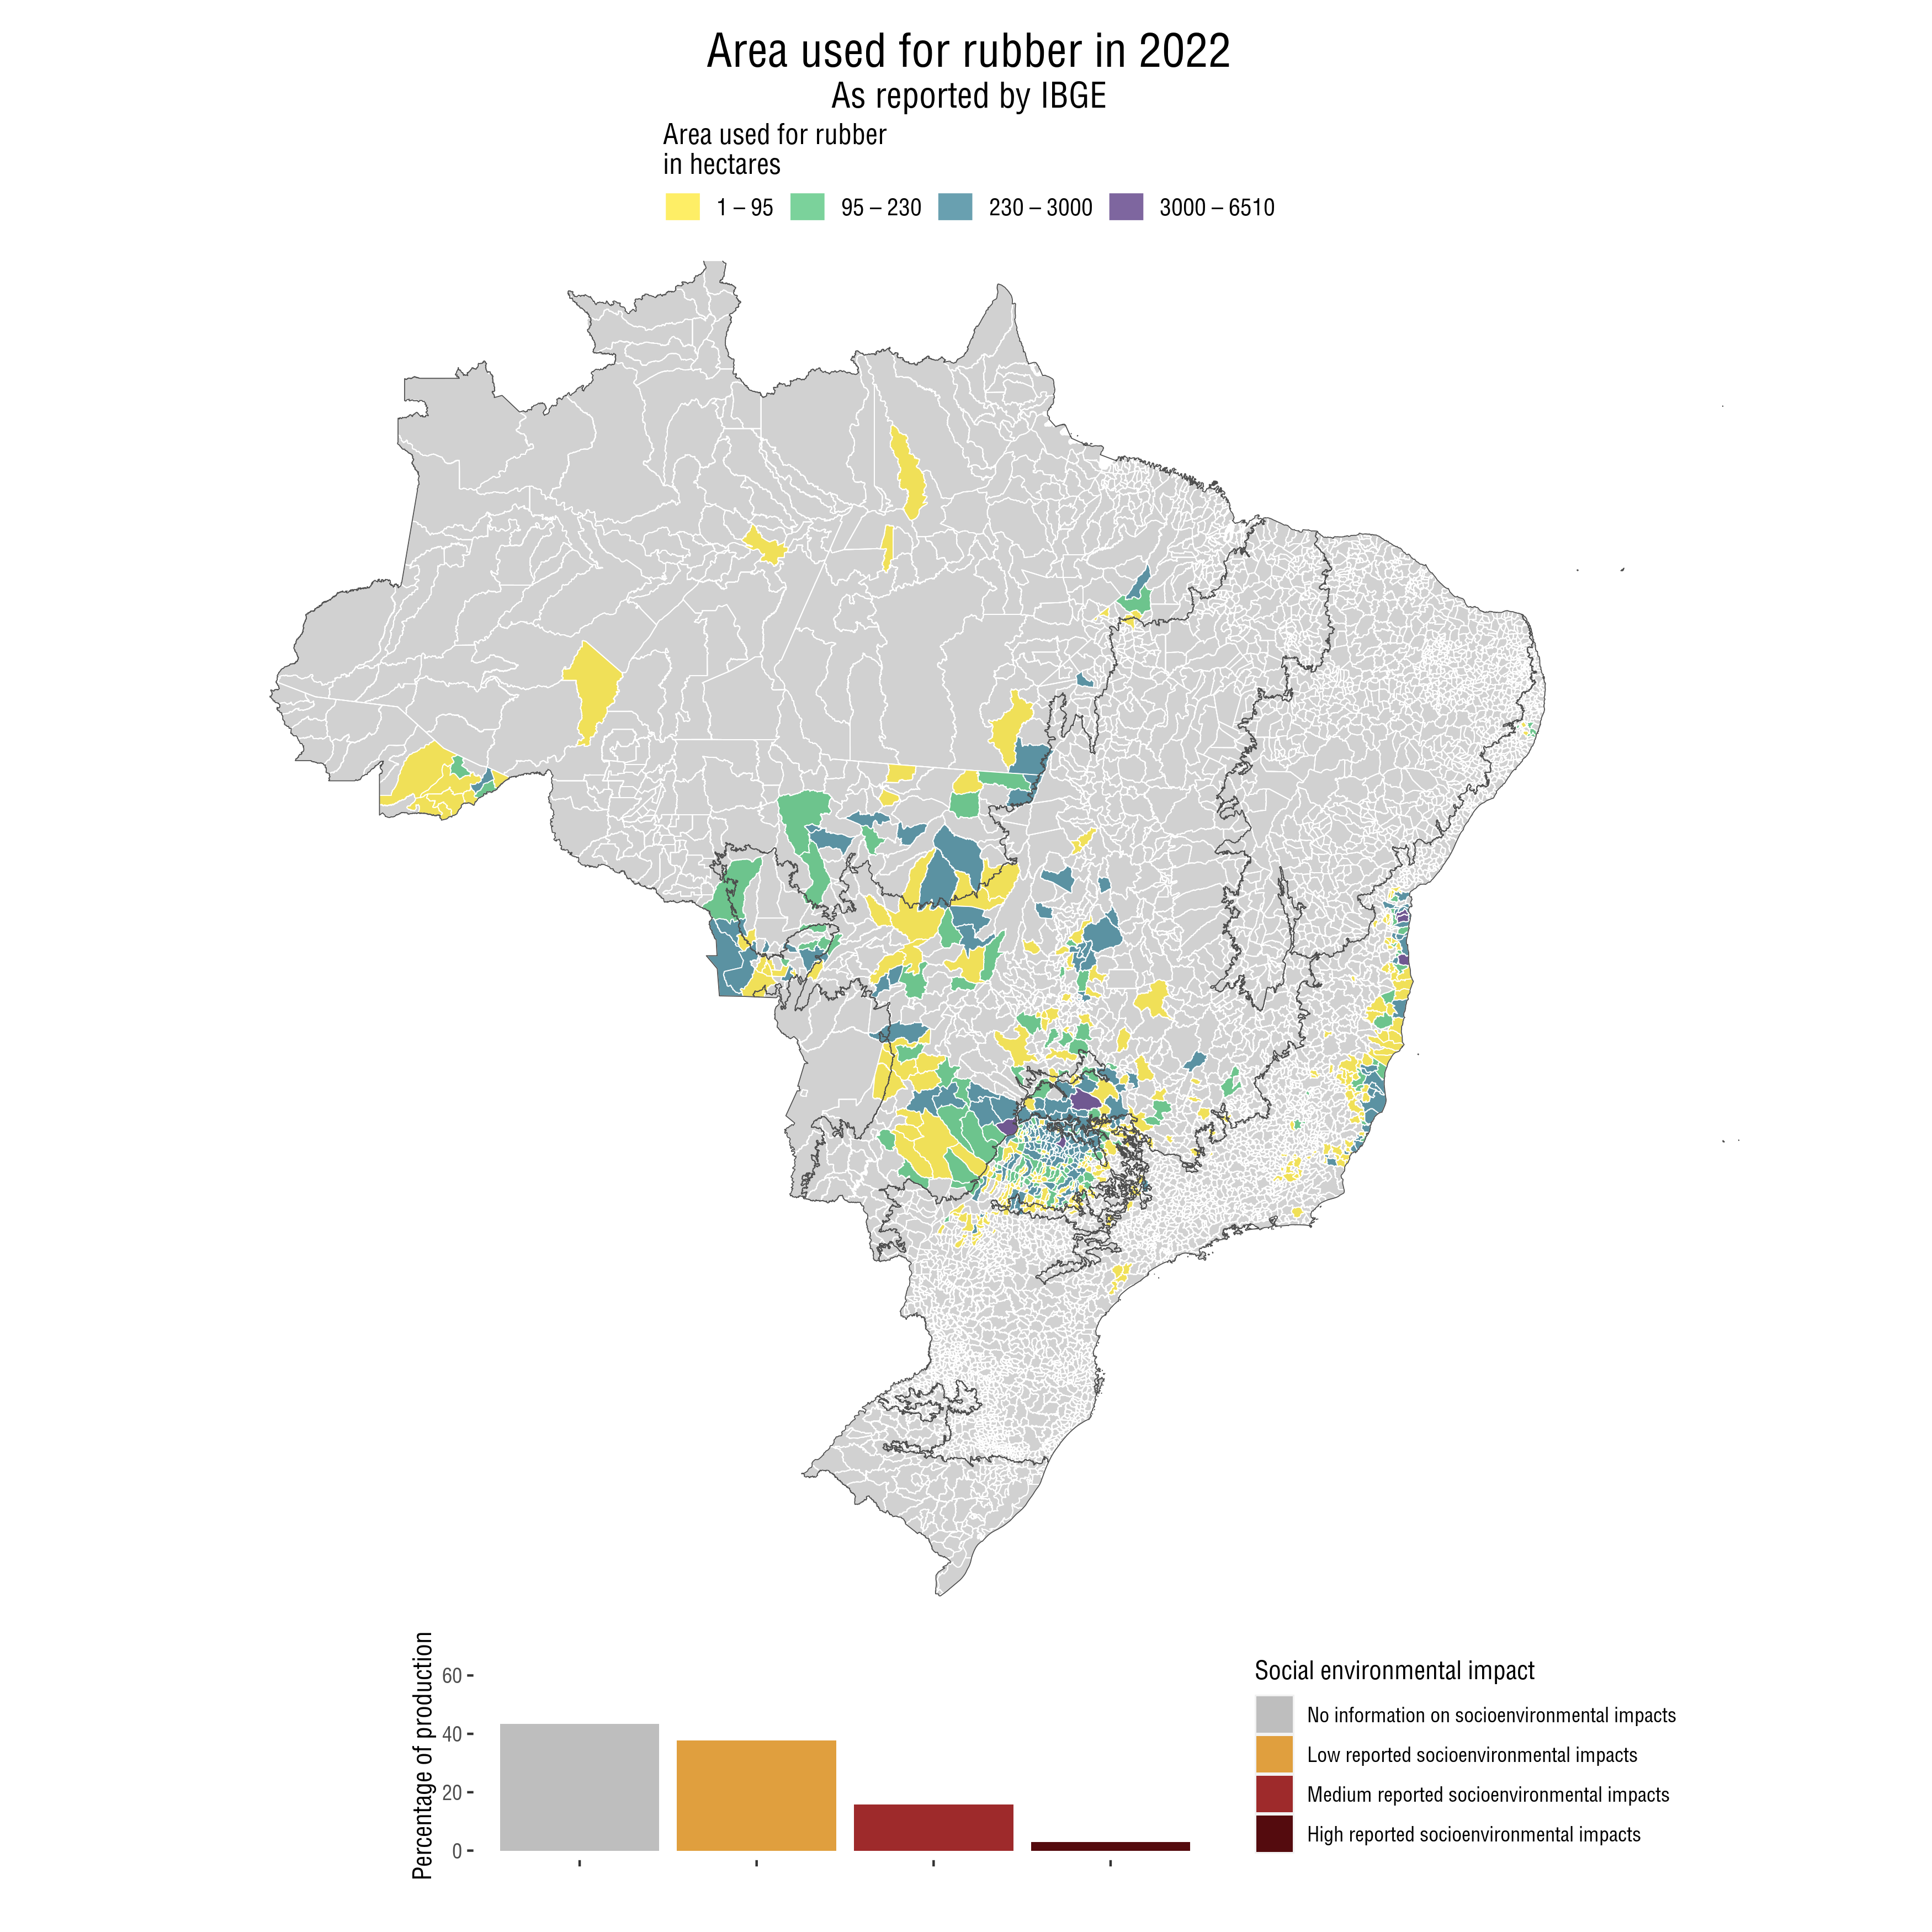 Area used for rubber in 2022
As reported by IBGE
Area used for rubber
in hectares
1 – 95
95 – 230
230 – 3000
3000 – 6510
Percentage of production
60
40
20
0
Social environmental impact
No information on socioenvironmental impacts
Low reported socioenvironmental impacts
Medium reported socioenvironmental impacts
High reported socioenvironmental impacts